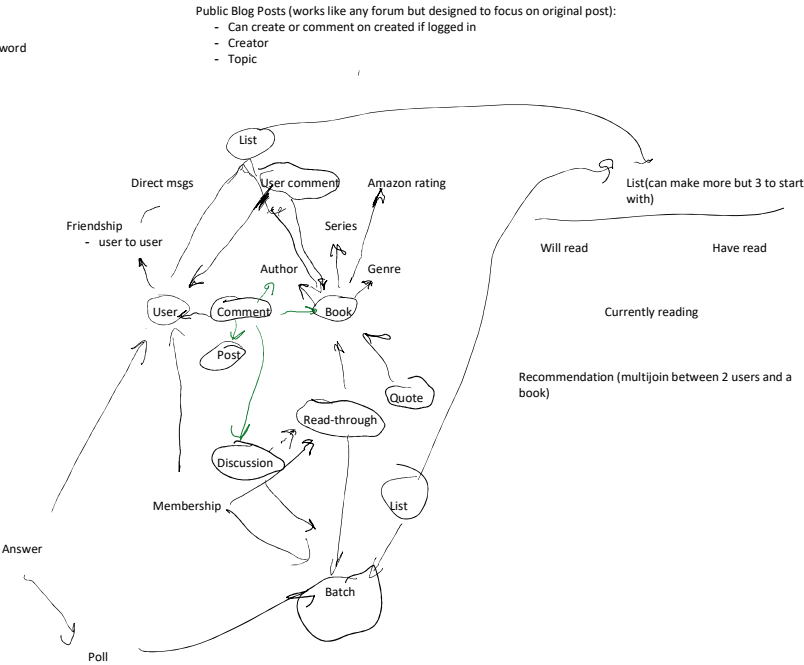 Public Blog Posts (works like any forum but designed to focus on original post):
- Can create or comment on created if logged in
- Creator
- Topic
word
List
Direct msgs
User comment
Amazon rating
List(can make more but 3 to start
with)
Friendship
- user to user
Series
Will read
Have read
Author
Genre
User
Comment
Book
Currently reading
Post
Recommendation (multijoin between 2 users and a
book)
Quote
Read-through
Discussion
Membership
List
Answer
Batch
Poll